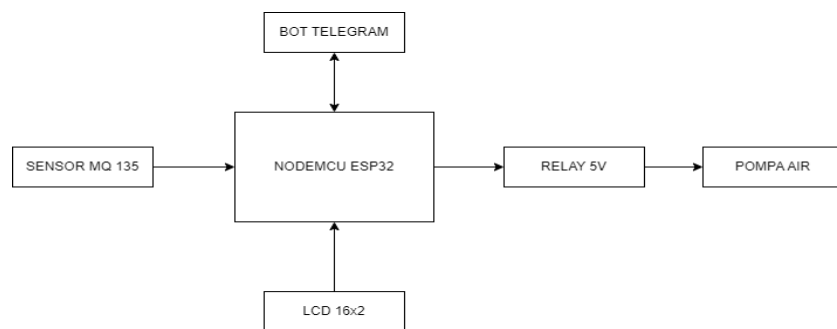 BOT TELEGRAM
SENSOR MQ 135
NODEMCU ESP32
RELAY 5V
POMPA AIR
LCD 16x2